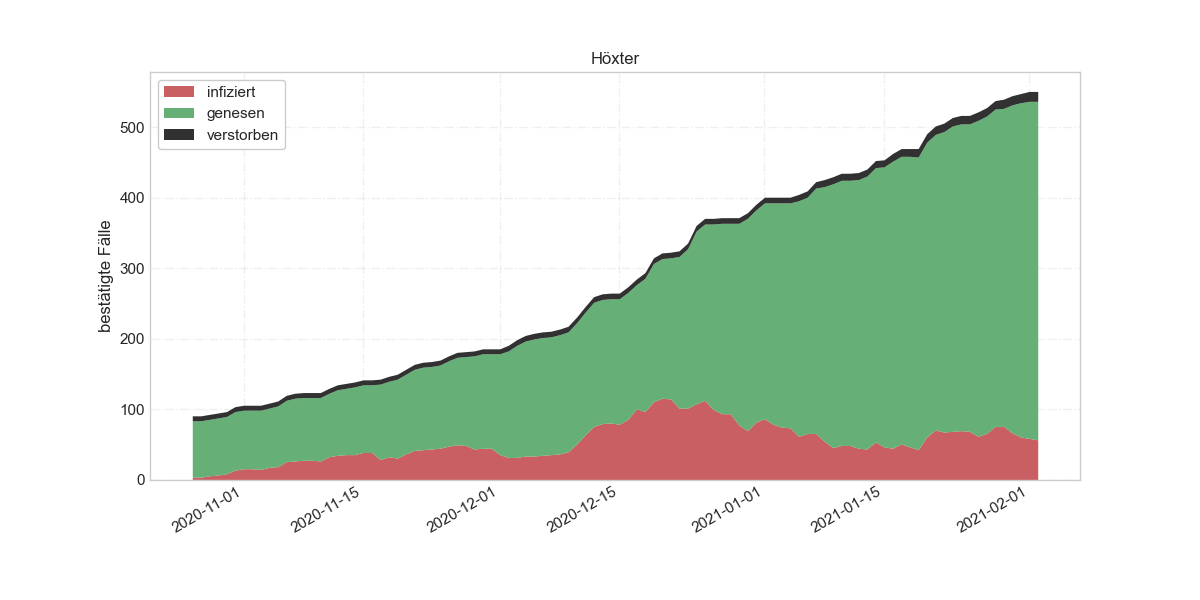 Höxter
infiziert
genesen
verstorben
bestätigte Fälle
500
400
300
200
100
0
2020-11-01
2020-11-15
2020-12-01
2020-12-15
2021-01-01
2021-01-15
2021-02-01